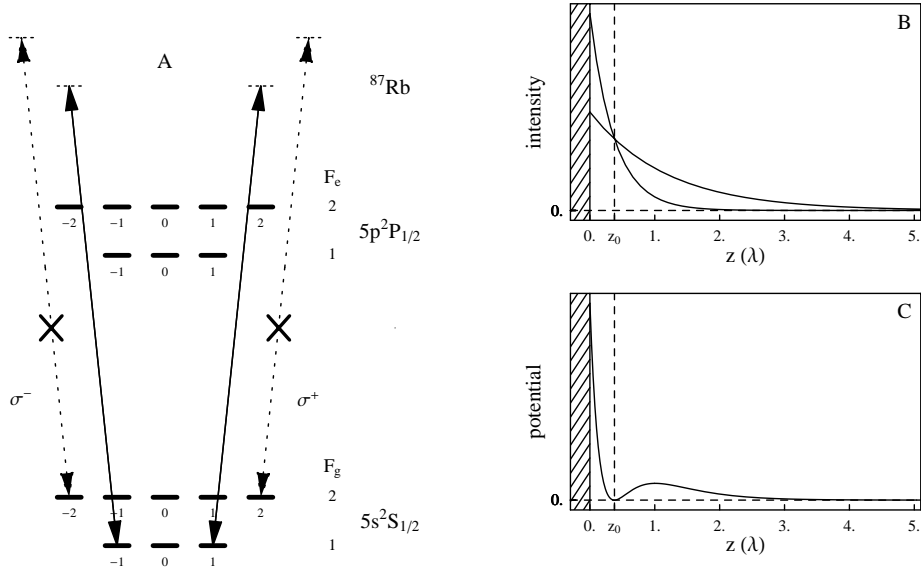 A
⁸⁷Rb
Fₑ
2
−2 −1 0 1 2
5p²P₁/₂
1
−1 0 1
σ⁻
σ⁺
F_g
2
−2 −1 0 1 2
5s²S₁/₂
1
−1 0 1
B
intensity
0.
0. z₀ 1. 2. 3. 4. 5.
z (λ)
C
potential
0.
0. z₀ 1. 2. 3. 4. 5.
z (λ)